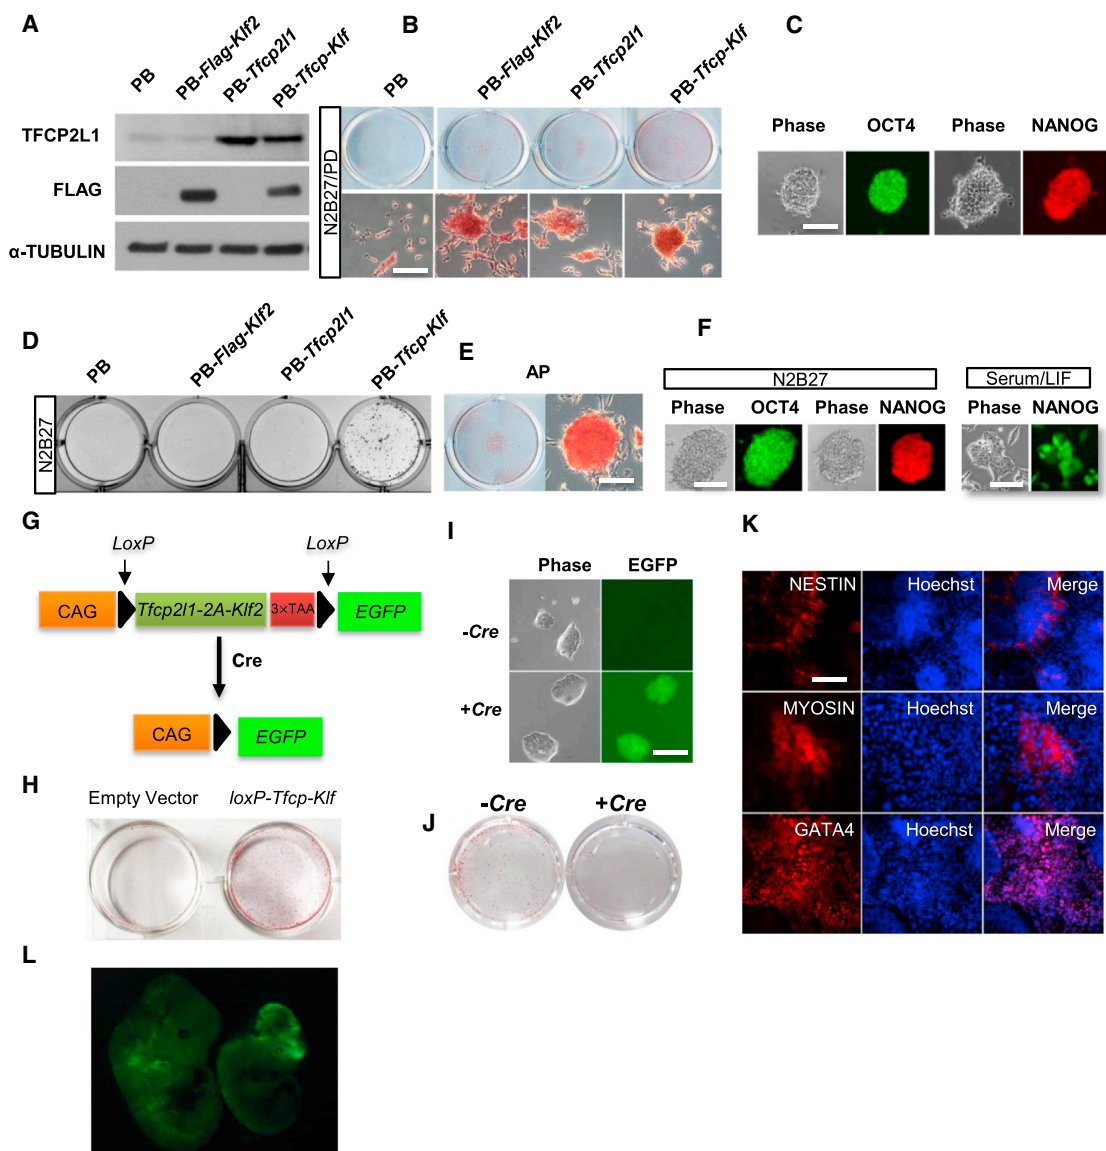 A
PB
PB-Flag-Klf2
PB-Tfcp2l1
PB-Tfcp-Klf
TFCP2L1
FLAG
α-TUBULIN
B
PB
PB-Flag-Klf2
PB-Tfcp2l1
PB-Tfcp-Klf
N2B27/PD
C
Phase OCT4 Phase NANOG
D
PB
PB-Flag-Klf2
PB-Tfcp2l1
PB-Tfcp-Klf
N2B27
E
AP
F
N2B27
Phase OCT4 Phase NANOG
Serum/LIF
Phase NANOG
G
LoxP LoxP
CAG Tfcp2l1-2A-Klf2 3×TAA EGFP
Cre
CAG EGFP
H
Empty Vector loxP-Tfcp-Klf
I
Phase EGFP
-Cre
+Cre
J
-Cre +Cre
K
NESTIN Hoechst Merge
MYOSIN Hoechst Merge
GATA4 Hoechst Merge
L